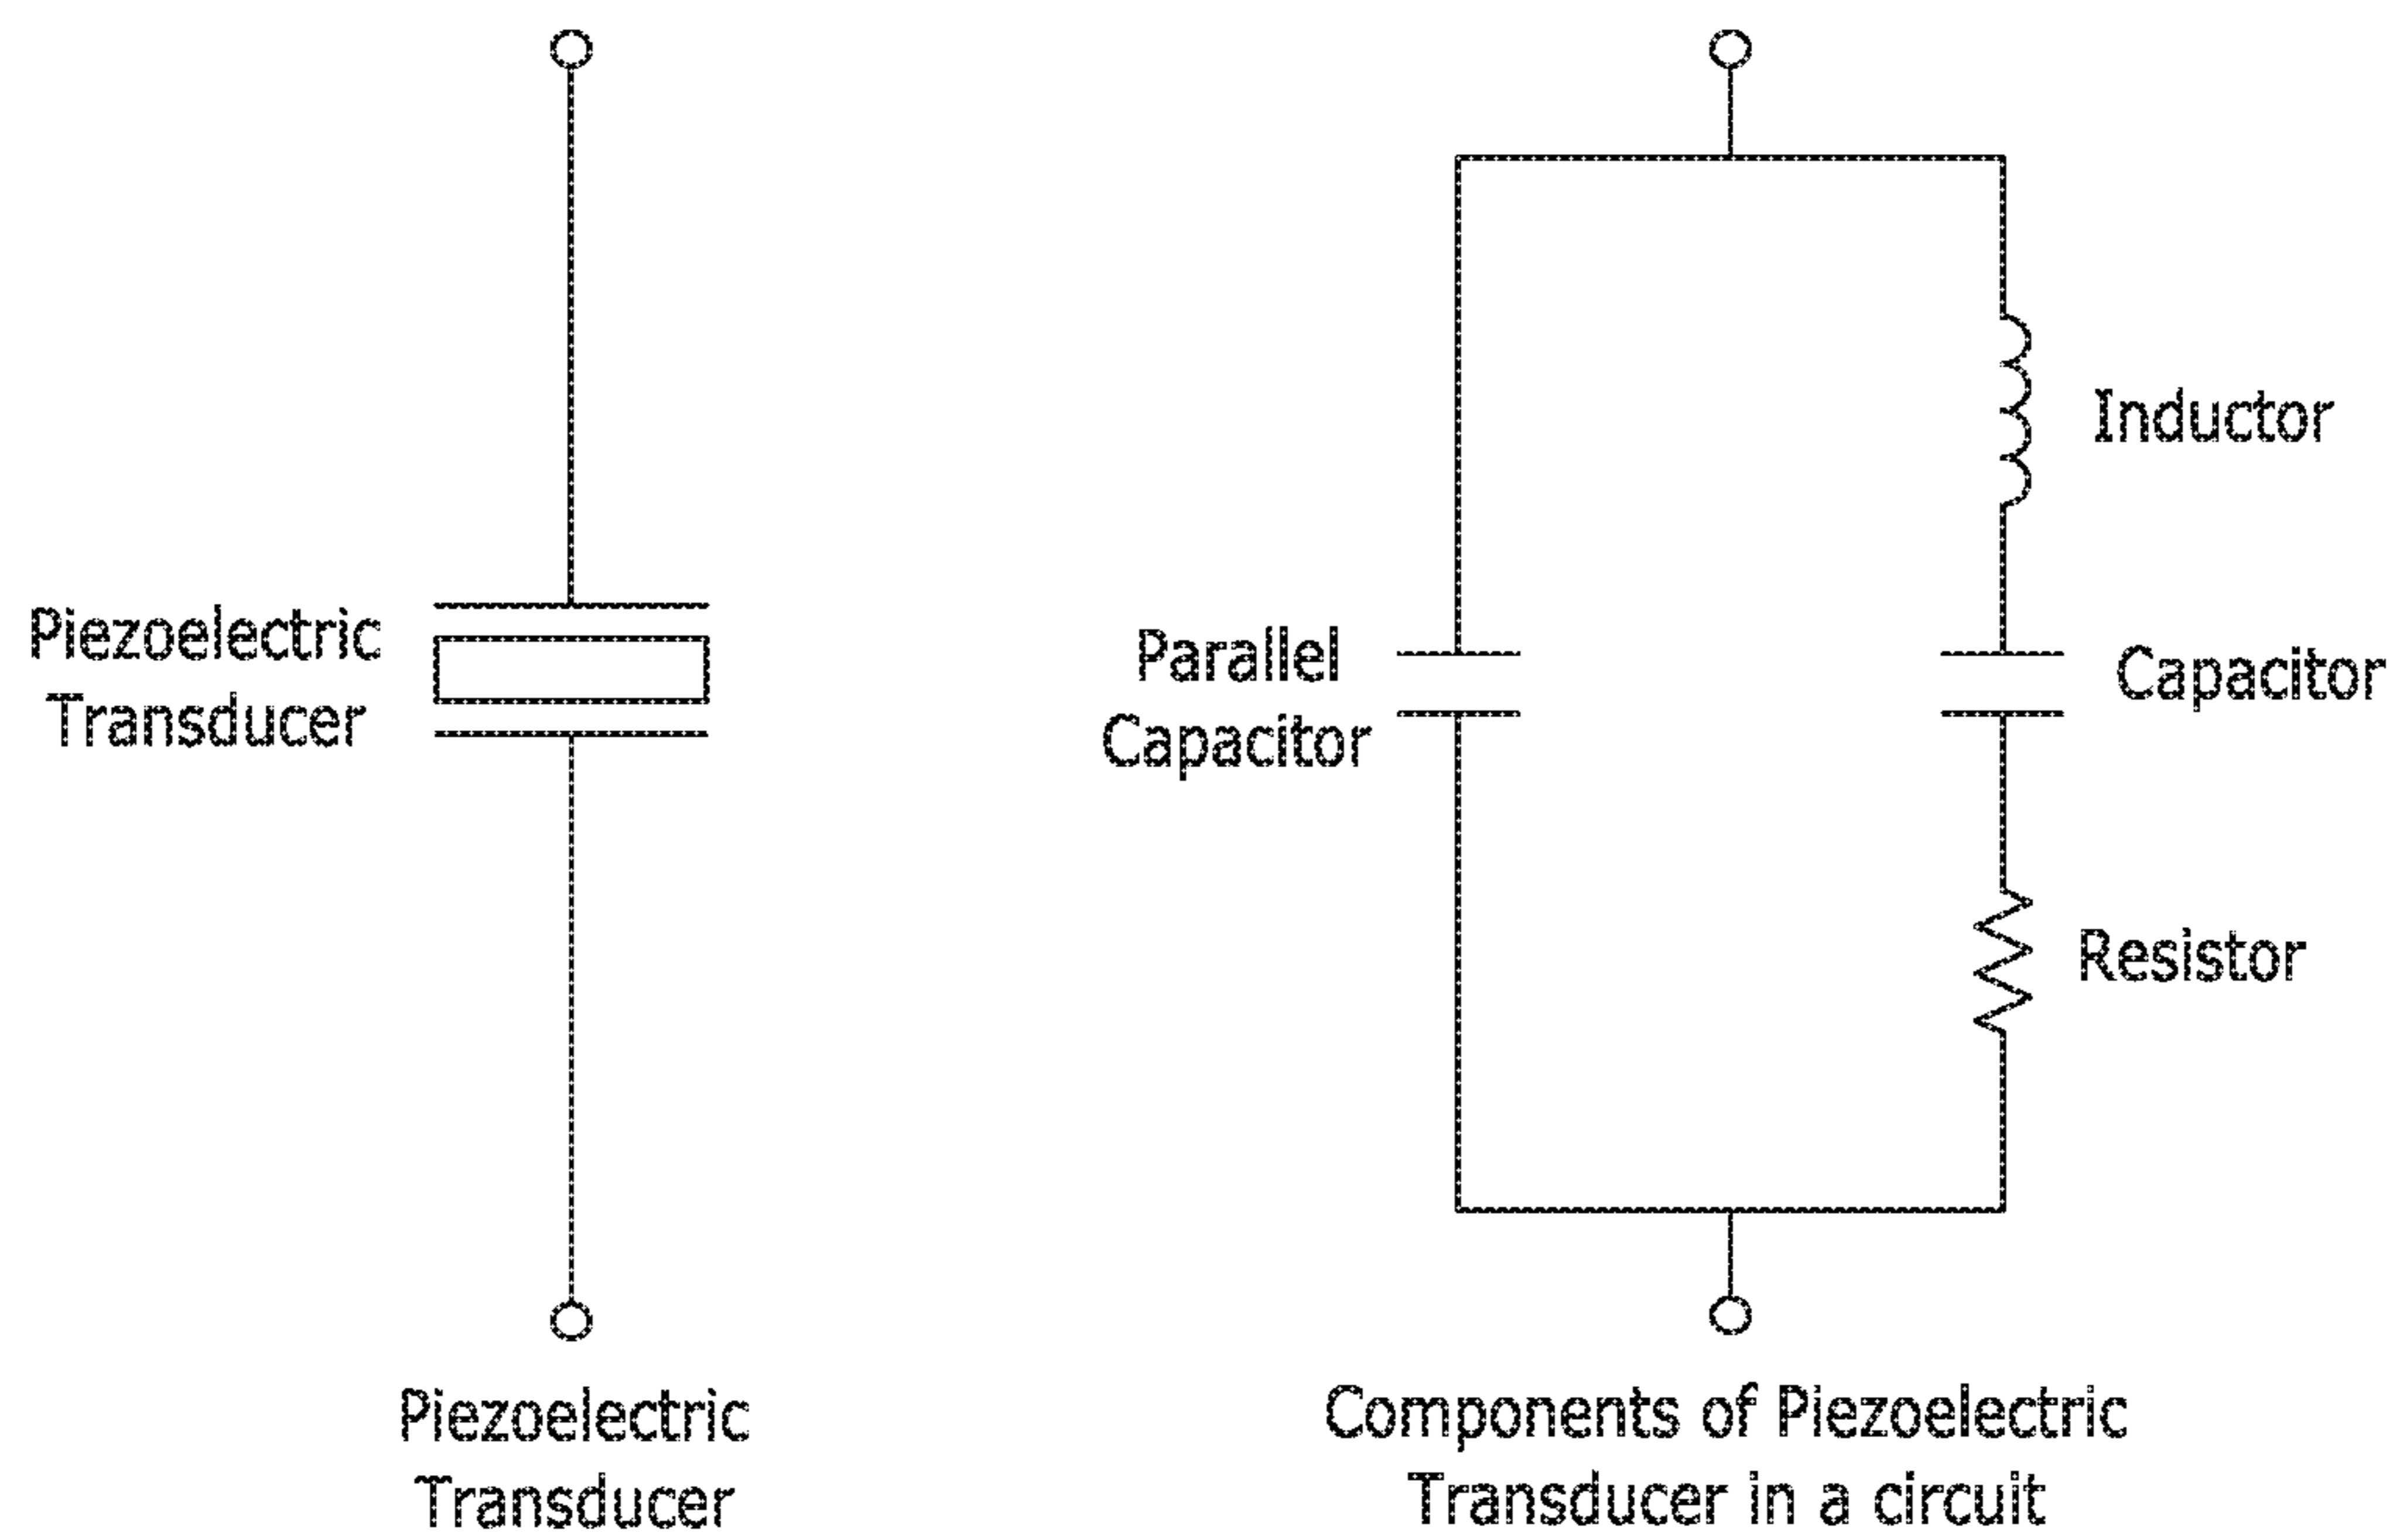 Piezoelectric
Transducer
Parallel
Capacitor
Inductor
Capacitor
Resistor
Piezoelectric
Transducer
Components of Piezoelectric
Transducer in a circuit